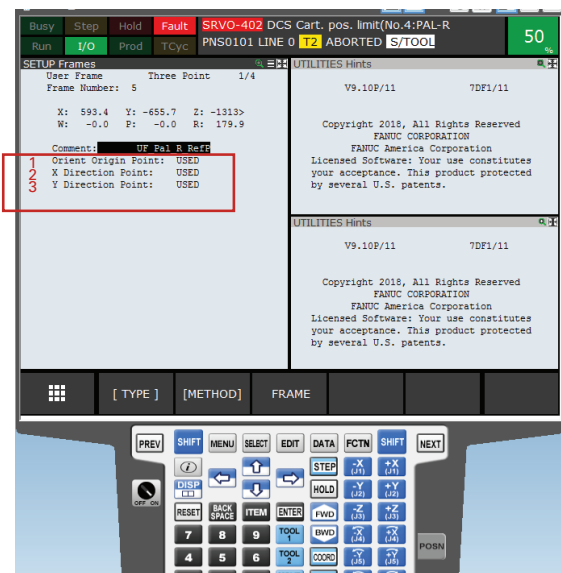 Busy Step Hold Fault SRVO-402 DCS Cart. pos. limit(No.4:PAL-R
Run I/O Prod TCyc PNS0101 LINE 0 T2 ABORTED S/TOOL
50 %
SETUP Frames
User Frame Three Point 1/4
Frame Number: 5
X: 593.4 Y: -655.7 Z: -1313>
W: -0.0 P: -0.0 R: 179.9
Comment: UF Pal R RefP
1 Orient Origin Point: USED
2 X Direction Point: USED
3 Y Direction Point: USED
UTILITIES Hints
V9.10P/11 7DF1/11
Copyright 2018, All Rights Reserved
FANUC CORPORATION
FANUC America Corporation
Licensed Software: Your use constitutes
your acceptance. This product protected
by several U.S. patents.
UTILITIES Hints
V9.10P/11 7DF1/11
Copyright 2018, All Rights Reserved
FANUC CORPORATION
FANUC America Corporation
Licensed Software: Your use constitutes
your acceptance. This product protected
by several U.S. patents.
[ TYPE ] [METHOD] FRAME
PREV SHIFT MENU SELECT EDIT DATA FCTN SHIFT NEXT
i STEP -X (J1) +X (J1)
DISP HOLD -Y (J2) +Y (J2)
OFF ON
RESET BACK SPACE ITEM ENTER FWD -Z (J3) +Z (J3)
7 8 9 TOOL 1 BWD -X (J4) +X (J4)
4 5 6 TOOL 2 COORD -Y (J5) +Y (J5)
POSN